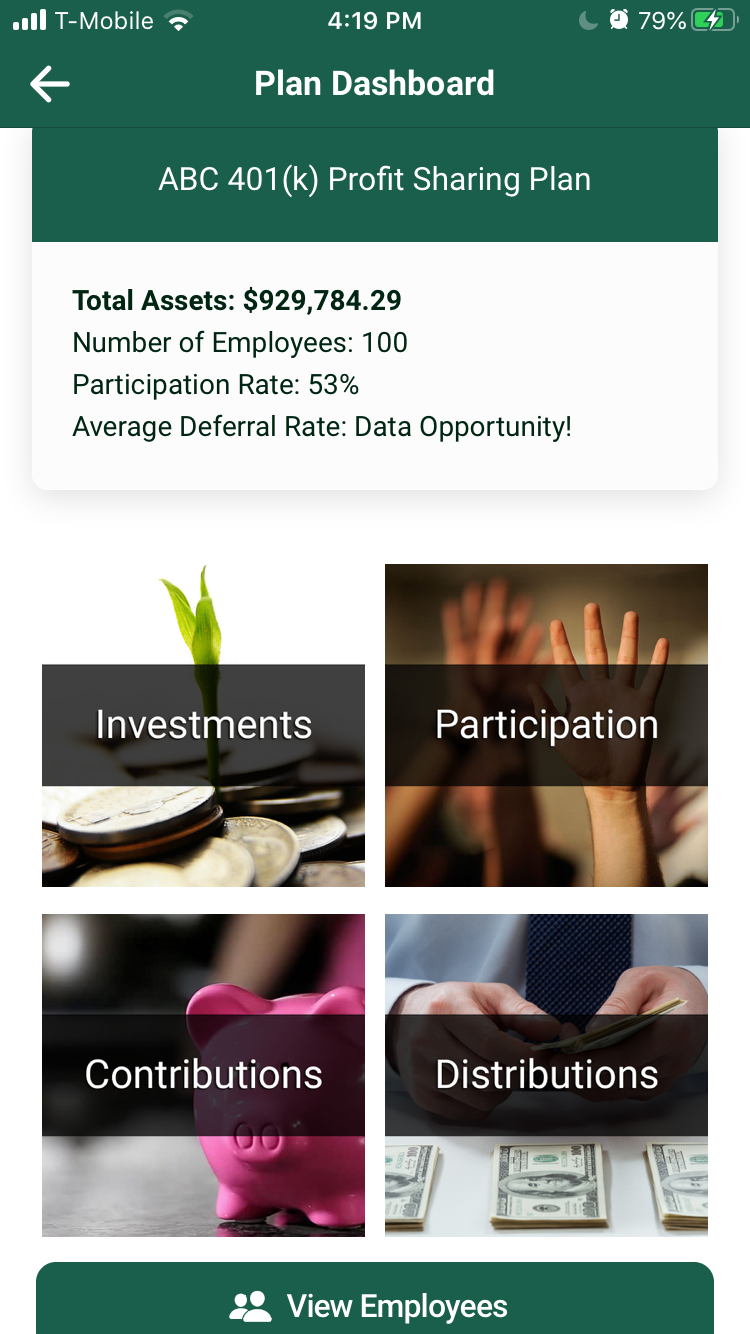 T-Mobile 4:19 PM 79%
Plan Dashboard
ABC 401(k) Profit Sharing Plan
Total Assets: $929,784.29
Number of Employees: 100
Participation Rate: 53%
Average Deferral Rate: Data Opportunity!
Investments
Participation
Contributions
Distributions
View Employees